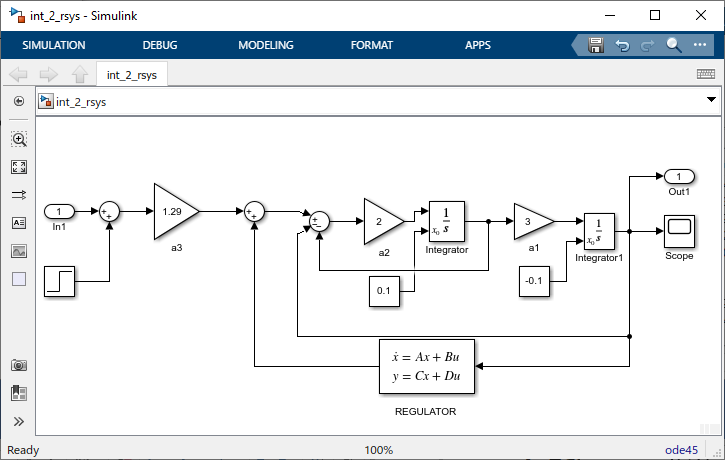 int_2_rsys - Simulink
SIMULATION DEBUG MODELING FORMAT APPS
int_2_rsys
int_2_rsys
1
In1
1.29
a3
2
a2
1
s
x₀
Integrator
0.1
3
a1
1
s
x₀
Integrator1
-0.1
1
Out1
Scope
ẋ = Ax + Bu
y = Cx + Du
REGULATOR
Ready 100% ode45